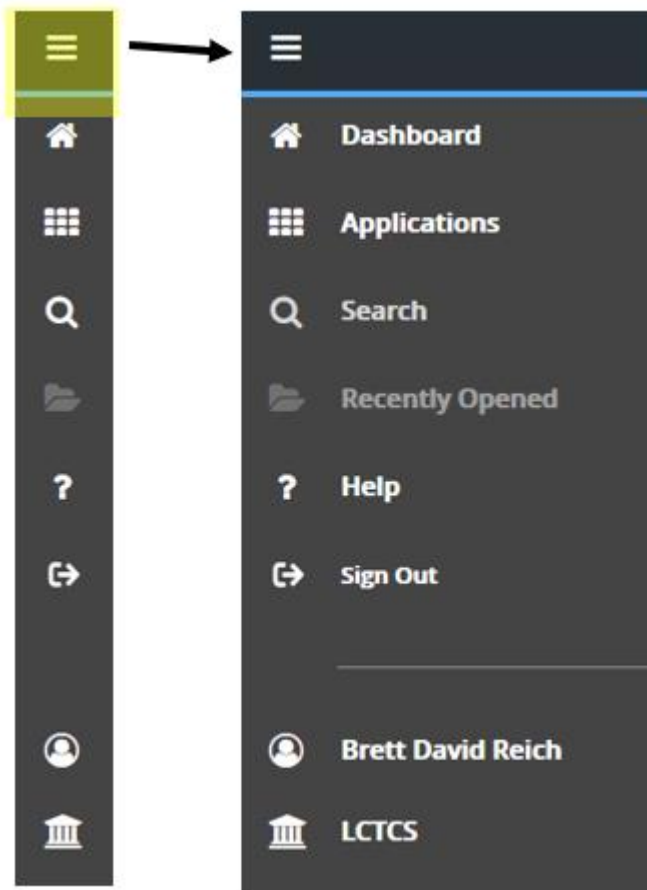 Dashboard
Applications
Search
Recently Opened
?
?
Help
Sign Out
Brett David Reich
LCTCS